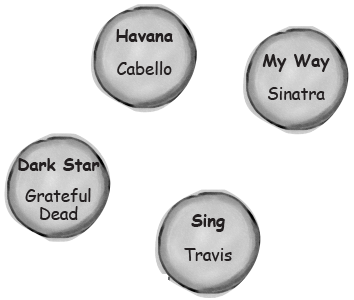 Havana
Cabello
My Way
Sinatra
Dark Star
Grateful
Dead
Sing
Travis